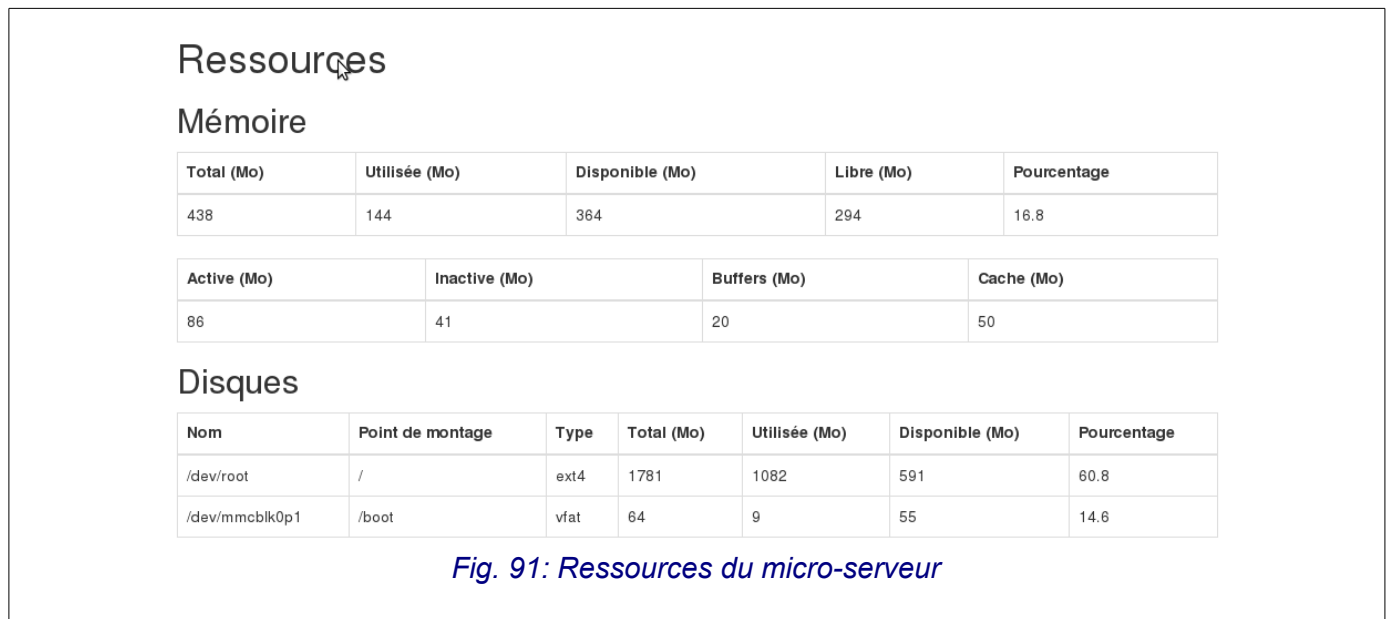 Ressources
Mémoire
Total (Mo) Utilisée (Mo) Disponible (Mo) Libre (Mo) Pourcentage
438 144 364 294 16.8
Active (Mo) Inactive (Mo) Buffers (Mo) Cache (Mo)
86 41 20 50
Disques
Nom Point de montage Type Total (Mo) Utilisée (Mo) Disponible (Mo) Pourcentage
/dev/root / ext4 1781 1082 591 60.8
/dev/mmcblk0p1 /boot vfat 64 9 55 14.6
Fig. 91: Ressources du micro-serveur